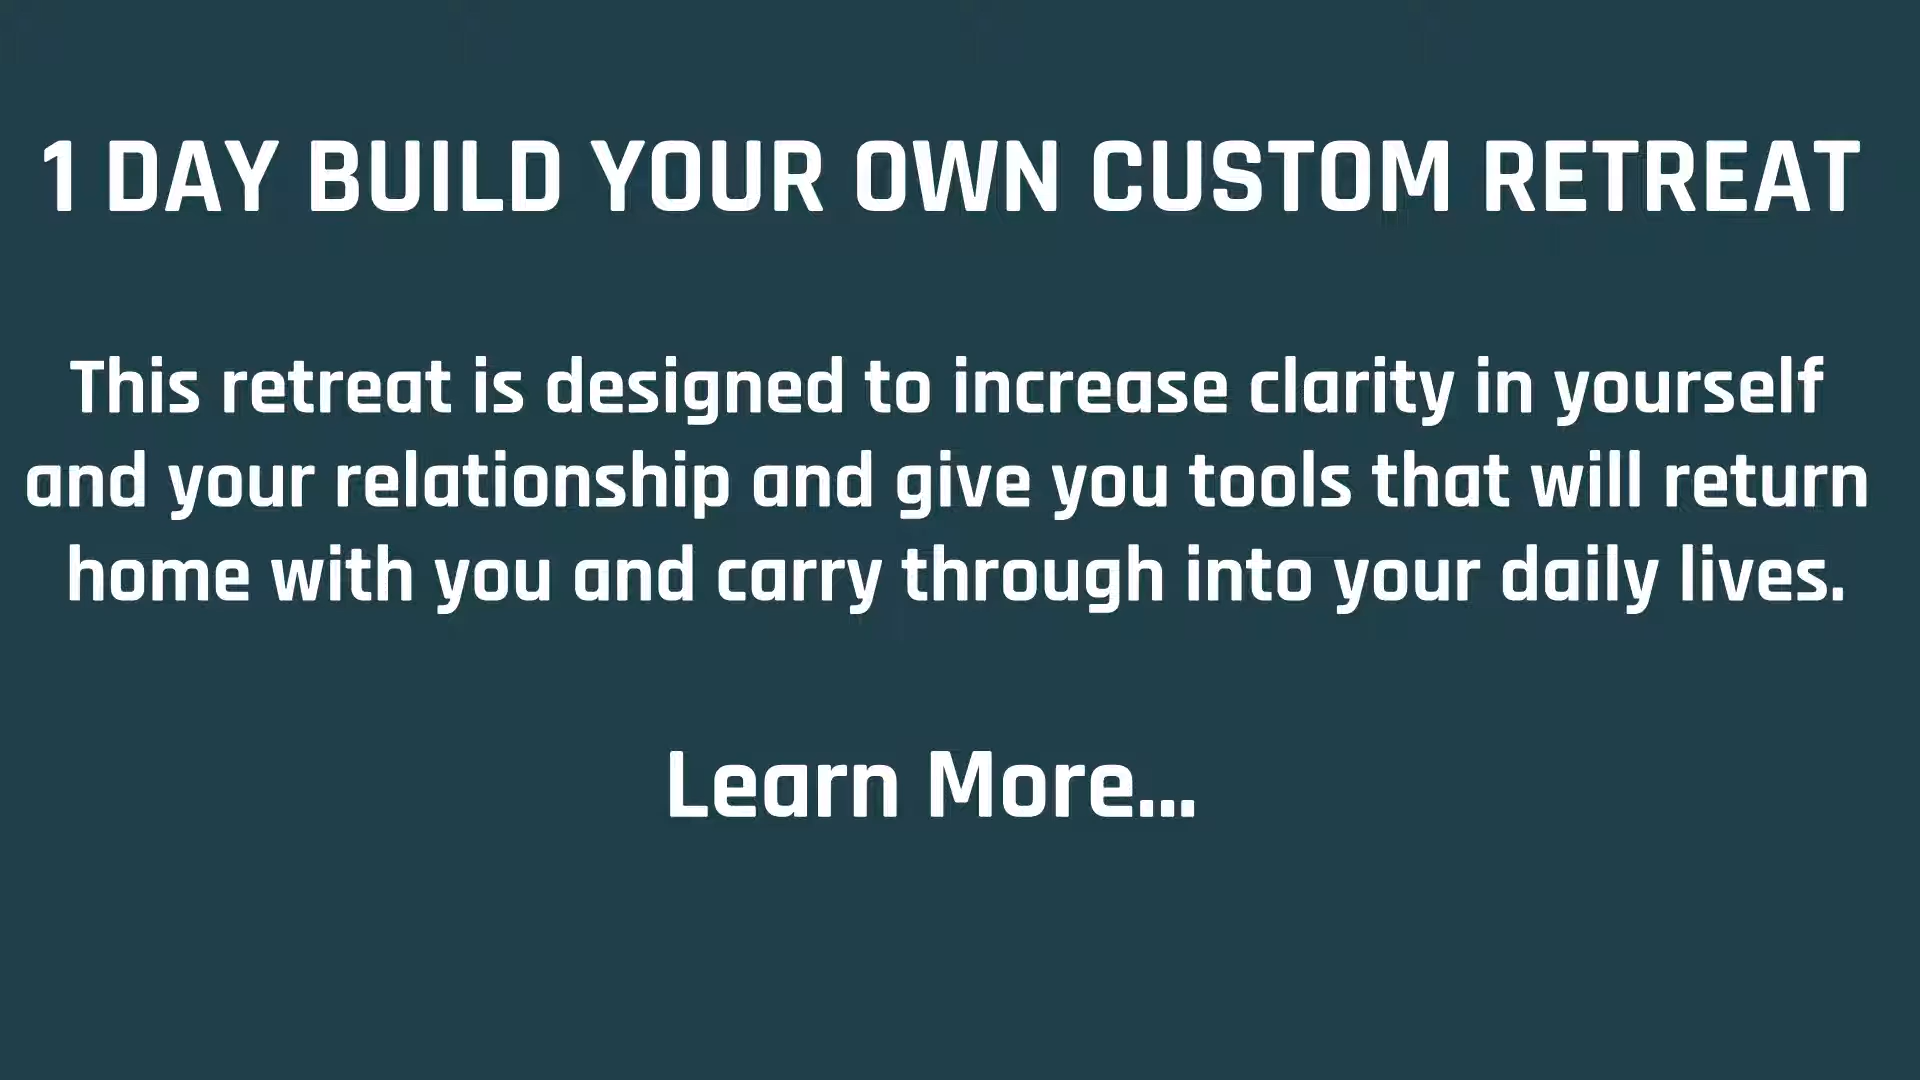 1 DAY BUILD YOUR OWN CUSTOM RETREAT
This retreat is designed to increase clarity in yourself
and your relationship and give you tools that will return
home with you and carry through into your daily lives.
Learn More...